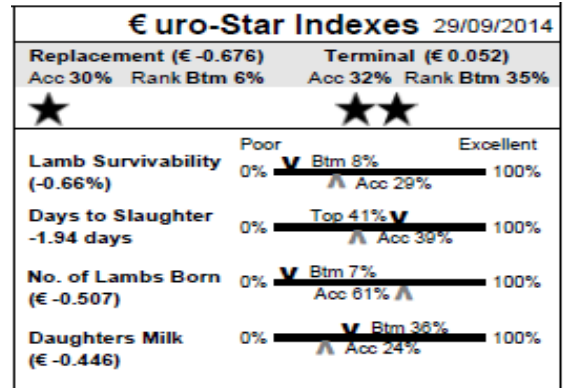 €uro-Star Indexes 29/09/2014
Replacement (€ -0.676) Terminal (€ 0.052)
Acc 30% Rank Btm 6% Acc 32% Rank Btm 35%
Poor Excellent
Lamb Survivability (-0.66%) 0% Btm 8% Acc 29% 100%
Days to Slaughter -1.94 days 0% Top 41% Acc 39% 100%
No. of Lambs Born (€ -0.507) 0% Btm 7% Acc 61% 100%
Daughters Milk (€ -0.446) 0% Btm 36% Acc 24% 100%